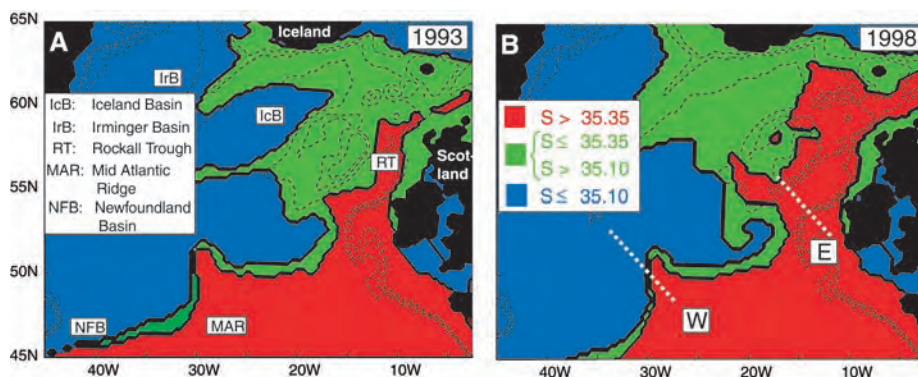 65N
60N
55N
50N
45N
A
Iceland
1993
IrB
IcB: Iceland Basin
IrB: Irminger Basin
RT: Rockall Trough
MAR: Mid Atlantic
Ridge
NFB: Newfoundland
Basin
IcB
RT
Scot-
land
NFB
MAR
40W 30W 20W 10W
B
1998
S > 35.35
S ≤ 35.35
S > 35.10
S ≤ 35.10
E
W
40W 30W 20W 10W